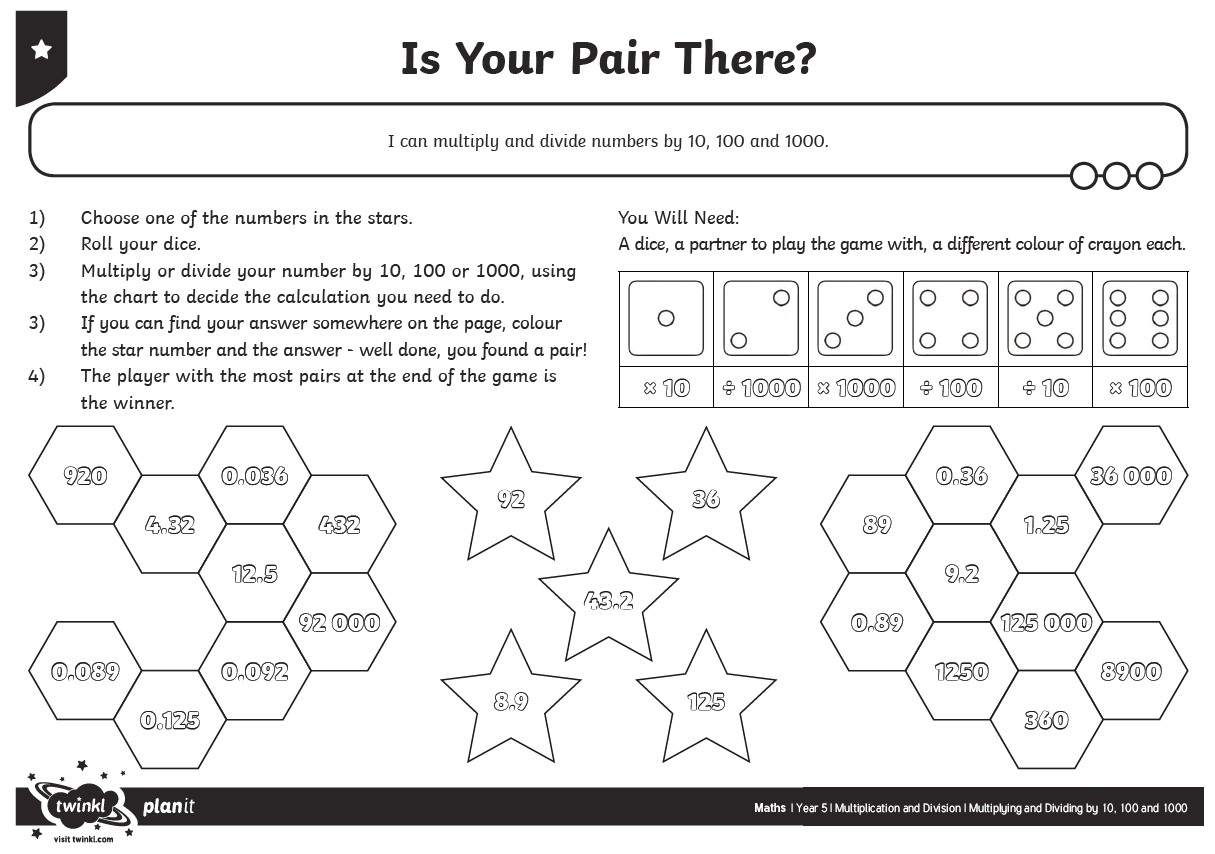 Is Your Pair There?
I can multiply and divide numbers by 10, 100 and 1000.
1) Choose one of the numbers in the stars.
2) Roll your dice.
3) Multiply or divide your number by 10, 100 or 1000, using
the chart to decide the calculation you need to do.
3) If you can find your answer somewhere on the page, colour
the star number and the answer - well done, you found a pair!
4) The player with the most pairs at the end of the game is
the winner.
You Will Need:
A dice, a partner to play the game with, a different colour of crayon each.
× 10 ÷ 1000 × 1000 ÷ 100 ÷ 10 × 100
920
0.036
4.32
432
12.5
92 000
0.089
0.092
0.125
92
36
43.2
8.9
125
0.36
36 000
89
1.25
9.2
0.89
125 000
1250
8900
360
twinkl
planit
visit twinkl.com
Maths | Year 5 | Multiplication and Division | Multiplying and Dividing by 10, 100 and 1000